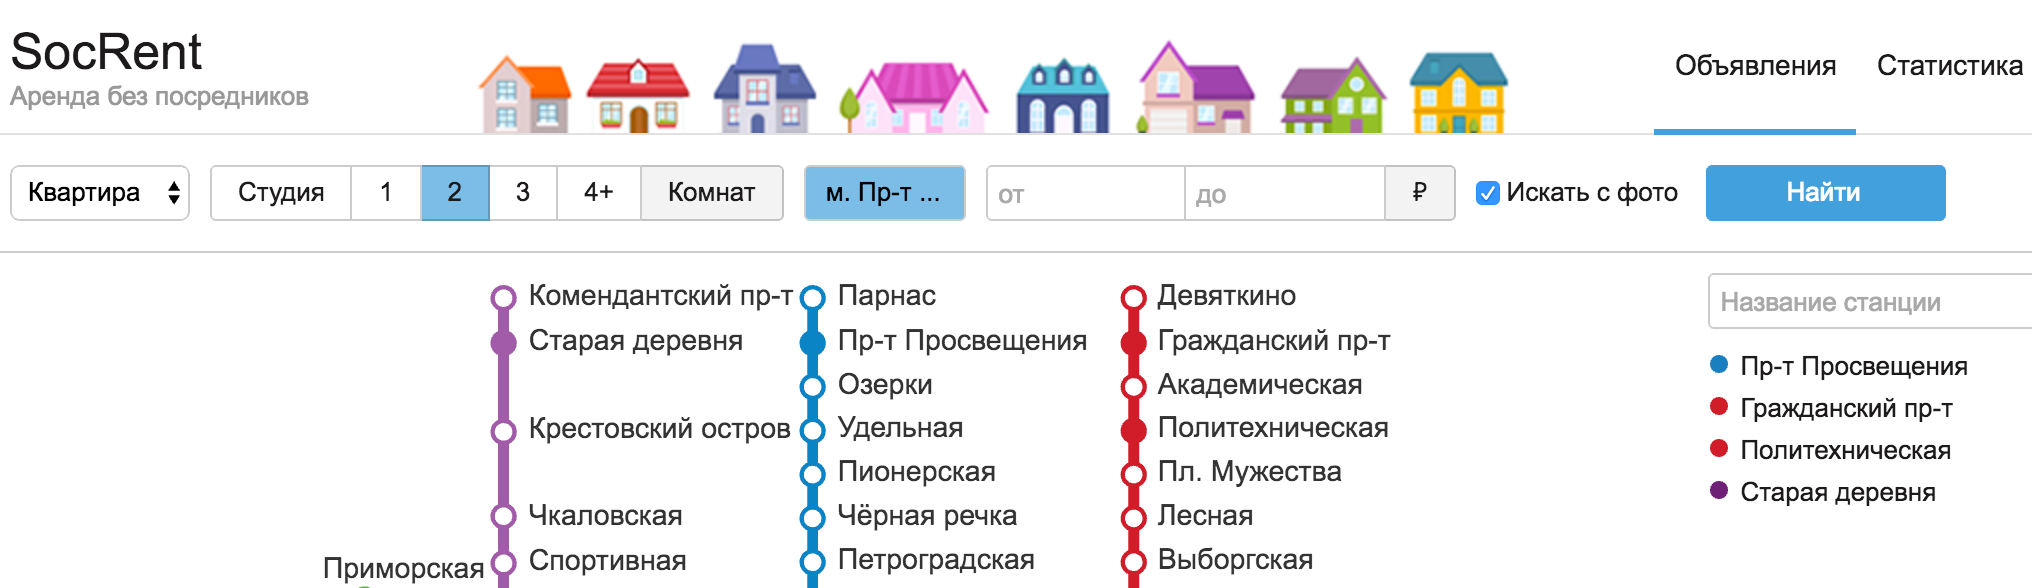 SocRent
Аренда без посредников
Объявления
Статистика
Квартира
Студия
1
2
3
4+
Комнат
м. Пр-т ...
от
до
₽
Искать с фото
Найти
Комендантский пр-т
Старая деревня
Крестовский остров
Чкаловская
Спортивная
Приморская
Парнас
Пр-т Просвещения
Озерки
Удельная
Пионерская
Чёрная речка
Петроградская
Девяткино
Гражданский пр-т
Академическая
Политехническая
Пл. Мужества
Лесная
Выборгская
Название станции
Пр-т Просвещения
Гражданский пр-т
Политехническая
Старая деревня